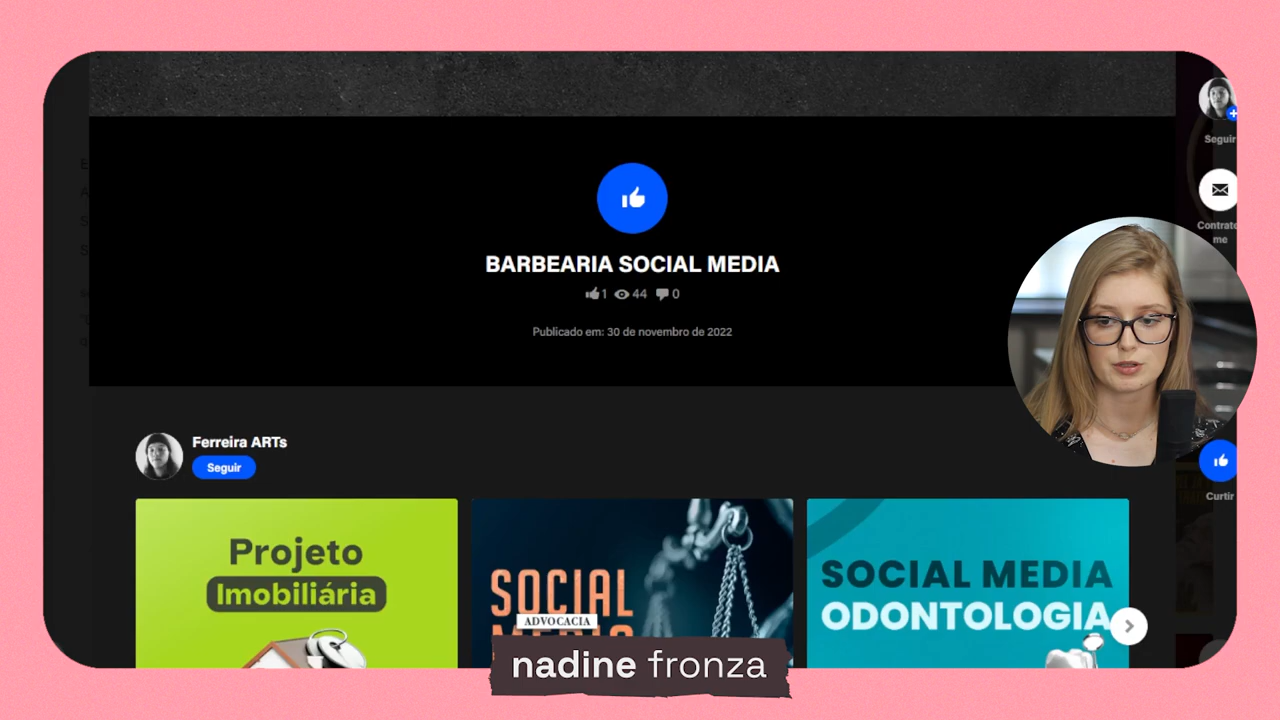 Seguir
Contrate
me
BARBEARIA SOCIAL MEDIA
1 44 0
Publicado em: 30 de novembro de 2022
Ferreira ARTs
Seguir
Curtir
Projeto
Imobiliária
SOCIAL
ADVOCACIA
MEDIA
SOCIAL MEDIA
ODONTOLOGIA
nadine fronza